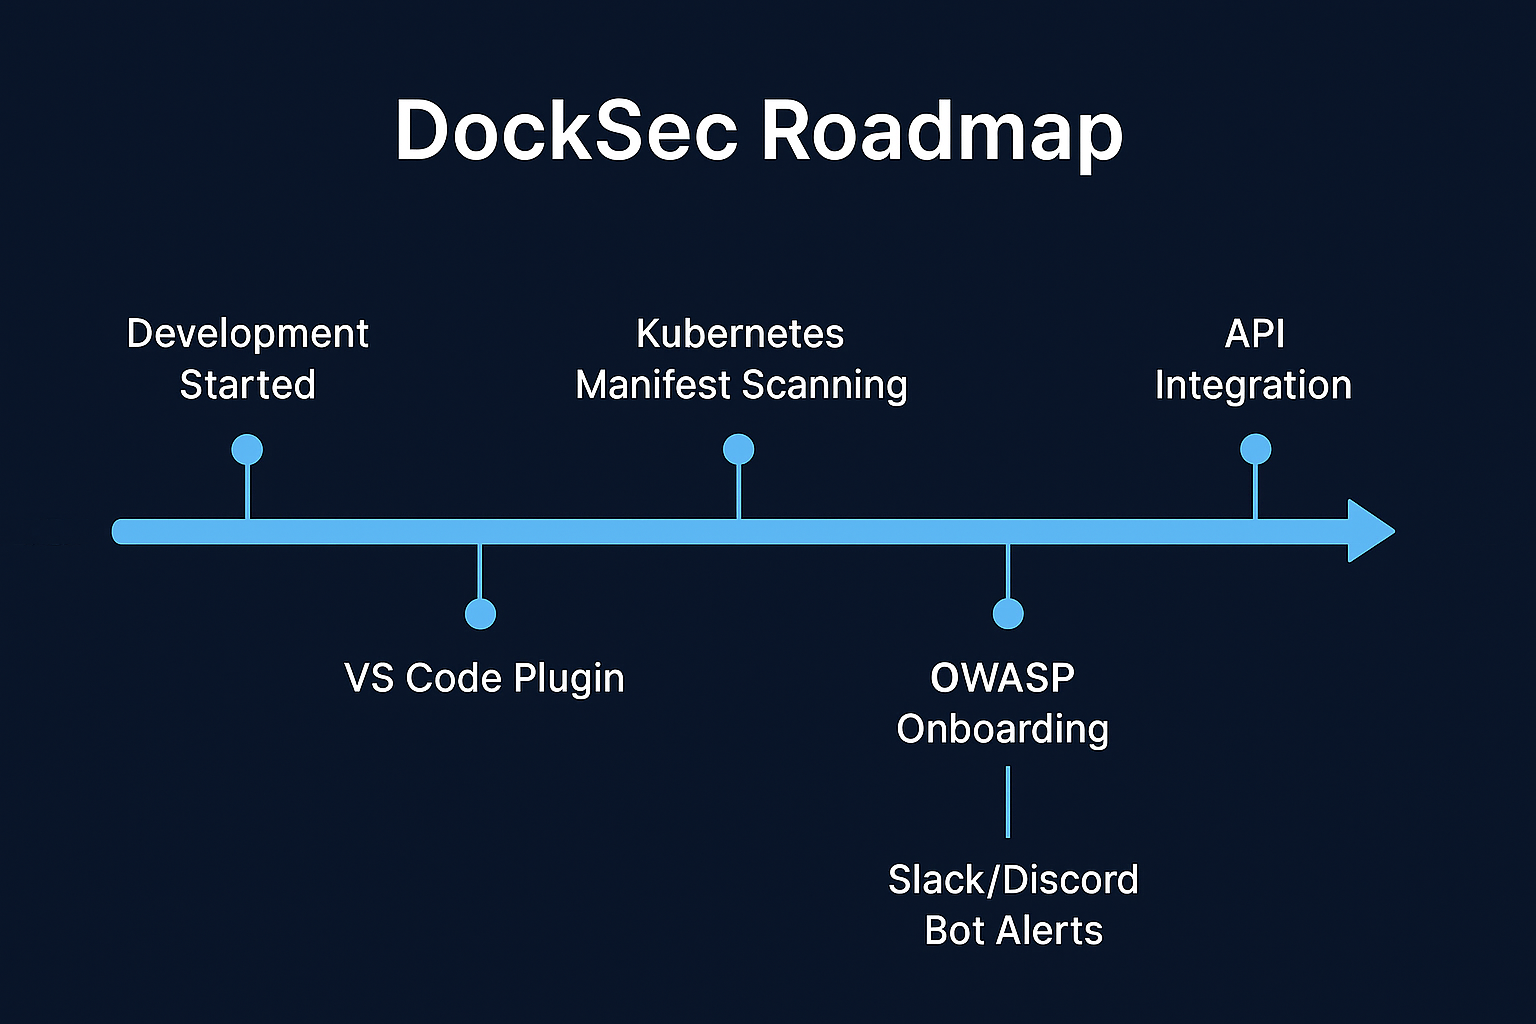 DockSec Roadmap
Development
Started
Kubernetes
Manifest Scanning
API
Integration
VS Code Plugin
OWASP
Onboarding
Slack/Discord
Bot Alerts